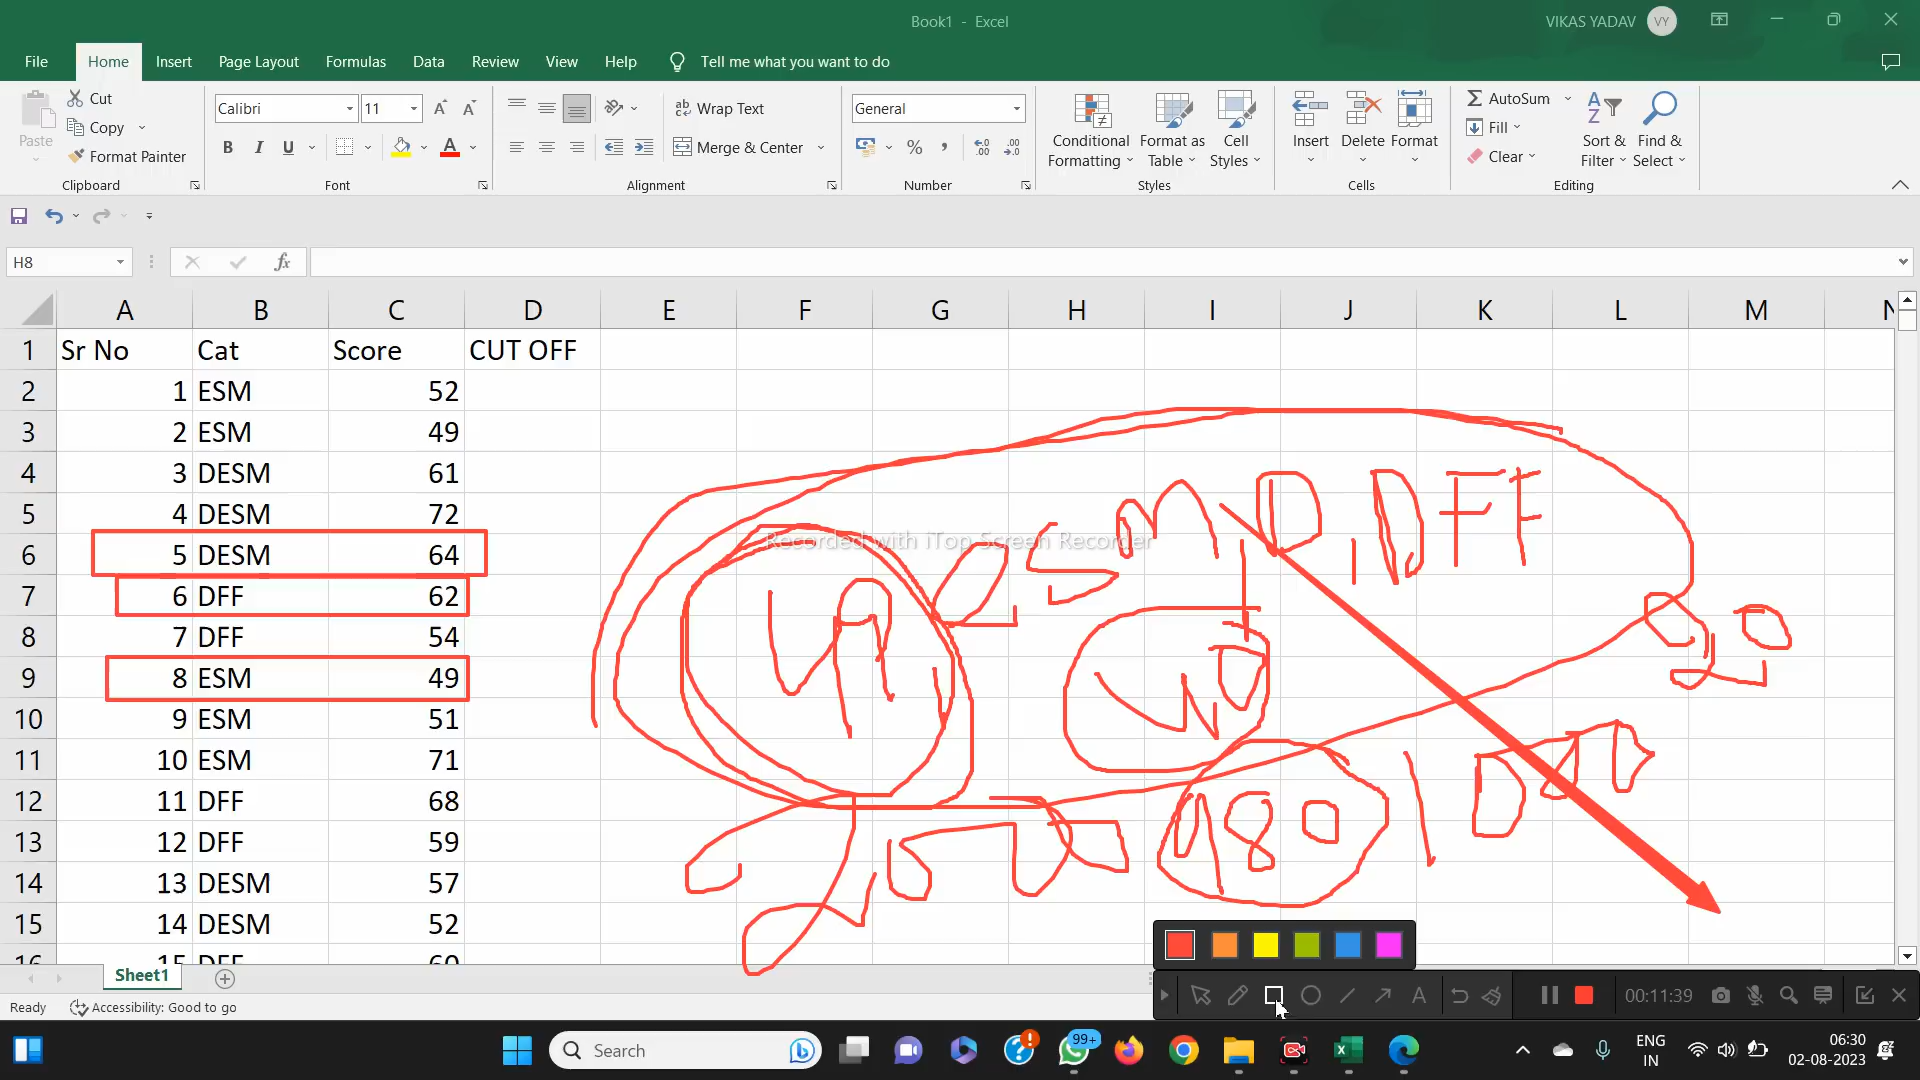 Book1 - Excel
VIKAS YADAV VY
File Home Insert Page Layout Formulas Data Review View Help Tell me what you want to do
Paste
Cut
Copy
Format Painter
Clipboard
Calibri 11
B I U
Font
Wrap Text
Merge & Center
Alignment
General
Number
Conditional Formatting
Format as Table
Cell Styles
Styles
Insert Delete Format
Cells
AutoSum
Fill
Clear
Sort & Filter
Find & Select
Editing
H8 fx
A B C D E F G H I J K L M N
1 Sr No Cat Score CUT OFF
2 1 ESM 52
3 2 ESM 49
4 3 DESM 61
5 4 DESM 72
6 5 DESM 64
7 6 DFF 62
8 7 DFF 54
9 8 ESM 49
10 9 ESM 51
11 10 ESM 71
12 11 DFF 68
13 12 DFF 59
14 13 DESM 57
15 14 DESM 52
16 15 DFF 60
Recorded with iTop Screen Recorder
Sheet1
Ready Accessibility: Good to go
00:11:39
Search
99+
ENG
IN
06:30
02-08-2023